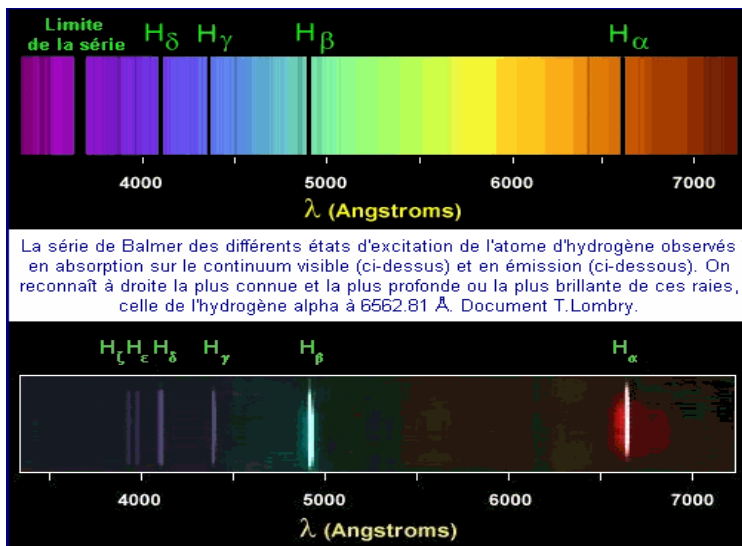 Limite
de la série
Hδ Hγ Hβ Hα
4000 5000 6000 7000
λ (Angstroms)
La série de Balmer des différents états d'excitation de l'atome d'hydrogène observés
en absorption sur le continuum visible (ci-dessus) et en émission (ci-dessous). On
reconnaît à droite la plus connue et la plus profonde ou la plus brillante de ces raies,
celle de l'hydrogène alpha à 6562.81 Å. Document T.Lombry.
Hζ Hε Hδ Hγ Hβ Hα
4000 5000 6000 7000
λ (Angstroms)